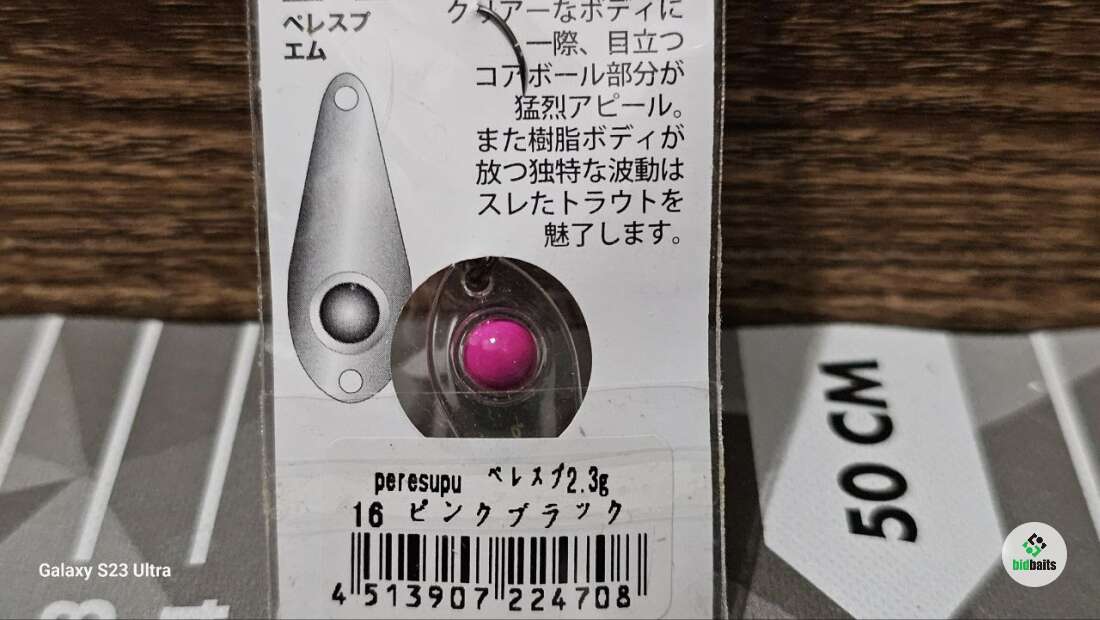 ペレスプ
エム
クリアーなボディに
一際、目立つ
コアボール部分が
猛烈アピール。
また樹脂ボディが
放つ独特な波動は
スレたトラウトを
魅了します。
peresupu ペレスプ2.3g
16 ピンクブラック
4 513907 224708
50 CM
Galaxy S23 Ultra
bidbaits